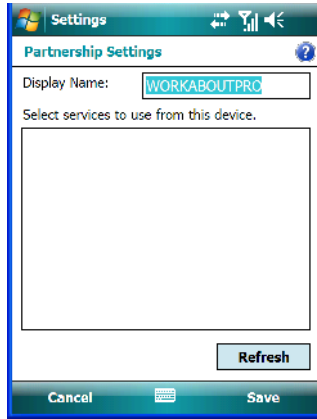 Settings
Partnership Settings
?
Display Name: WORKABOUTPRO
Select services to use from this device.
Refresh
Cancel Save